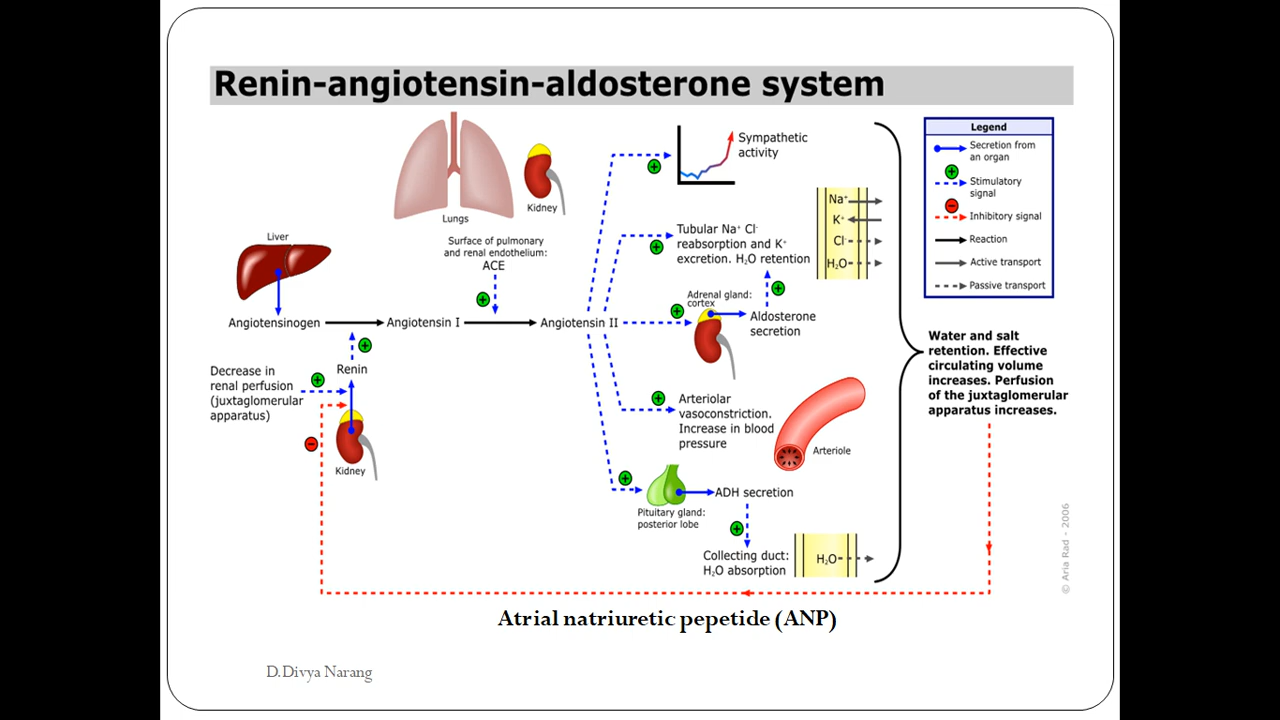 Renin-angiotensin-aldosterone system
Lungs
Kidney
Liver
Surface of pulmonary
and renal endothelium:
ACE
Angiotensinogen
Angiotensin I
Angiotensin II
Decrease in
renal perfusion
(juxtaglomerular
apparatus)
Renin
Kidney
Sympathetic
activity
Tubular Na⁺ Cl⁻
reabsorption and K⁺
excretion. H₂O retention
Na⁺
K⁺
Cl⁻
H₂O
Adrenal gland:
cortex
Aldosterone
secretion
Arteriolar
vasoconstriction.
Increase in blood
pressure
Arteriole
Pituitary gland:
posterior lobe
ADH secretion
Collecting duct:
H₂O absorption
H₂O
Legend
Secretion from
an organ
Stimulatory
signal
Inhibitory signal
Reaction
Active transport
Passive transport
Water and salt
retention. Effective
circulating volume
increases. Perfusion
of the juxtaglomerular
apparatus increases.
© Aria Rad - 2006
Atrial natriuretic pepetide (ANP)
D.Divya Narang